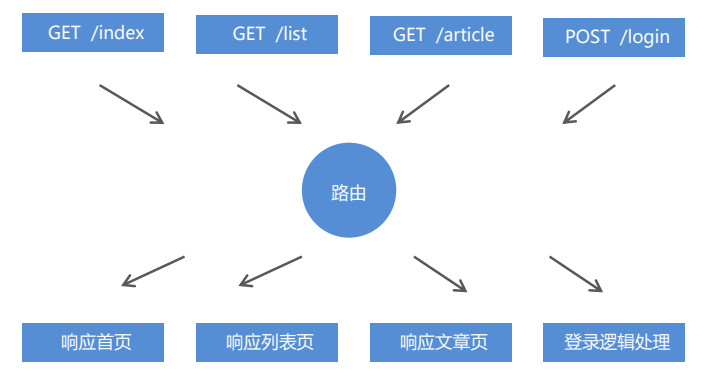 GET /index
GET /list
GET /article
POST /login
路由
响应首页
响应列表页
响应文章页
登录逻辑处理